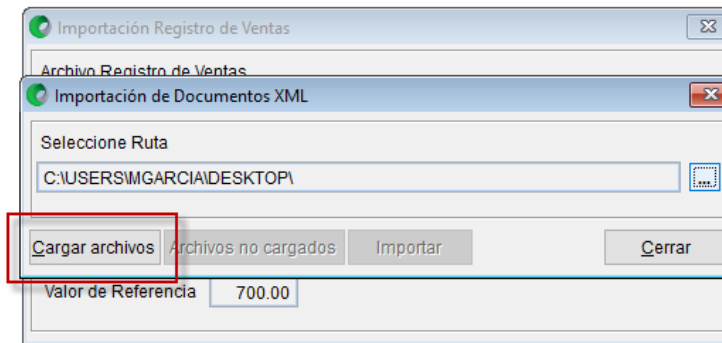 Importación Registro de Ventas
Archivo Registro de Ventas
Importación de Documentos XML
Seleccione Ruta
C:\USERS\MGARCIA\DESKTOP\
...
Cargar archivos Archivos no cargados Importar Cerrar
Valor de Referencia 700.00